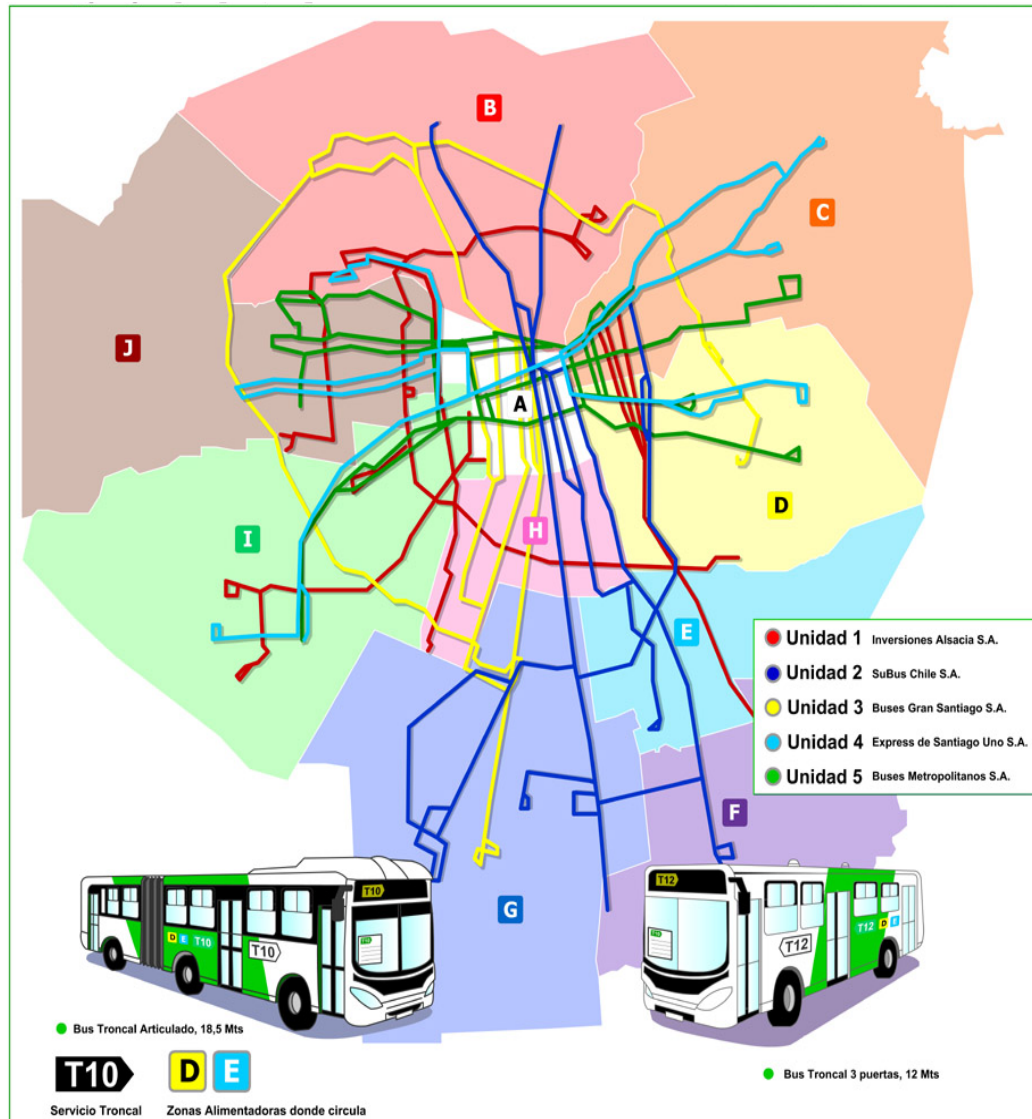 B
C
J
A
D
H
I
E
Unidad 1 Inversiones Alsacia S.A.
Unidad 2 SuBus Chile S.A.
Unidad 3 Buses Gran Santiago S.A.
Unidad 4 Express de Santiago Uno S.A.
Unidad 5 Buses Metropolitanos S.A.
F
G
T10
D E T10
T10
T12
T12
T12 D E
Bus Troncal Articulado, 18,5 Mts
Bus Troncal 3 puertas, 12 Mts
T10
D E
Servicio Troncal
Zonas Alimentadoras donde circula